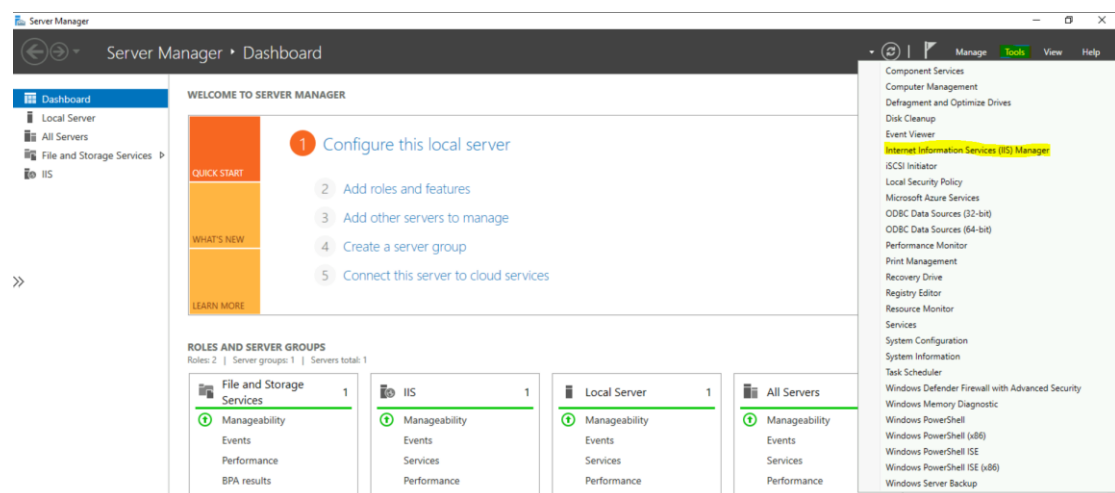 Server Manager
Server Manager • Dashboard
Manage Tools View Help
Dashboard
Local Server
All Servers
File and Storage Services
IIS
WELCOME TO SERVER MANAGER
QUICK START
WHAT'S NEW
LEARN MORE
1 Configure this local server
2 Add roles and features
3 Add other servers to manage
4 Create a server group
5 Connect this server to cloud services
ROLES AND SERVER GROUPS
Roles: 2 | Server groups: 1 | Servers total: 1
File and Storage 1
Services
Manageability
Events
Performance
BPA results
IIS 1
Manageability
Events
Services
Performance
Local Server 1
Manageability
Events
Services
Performance
All Servers
Manageability
Events
Services
Performance
Component Services
Computer Management
Defragment and Optimize Drives
Disk Cleanup
Event Viewer
Internet Information Services (IIS) Manager
iSCSI Initiator
Local Security Policy
Microsoft Azure Services
ODBC Data Sources (32-bit)
ODBC Data Sources (64-bit)
Performance Monitor
Print Management
Recovery Drive
Registry Editor
Resource Monitor
Services
System Configuration
System Information
Task Scheduler
Windows Defender Firewall with Advanced Security
Windows Memory Diagnostic
Windows PowerShell
Windows PowerShell (x86)
Windows PowerShell ISE
Windows PowerShell ISE (x86)
Windows Server Backup